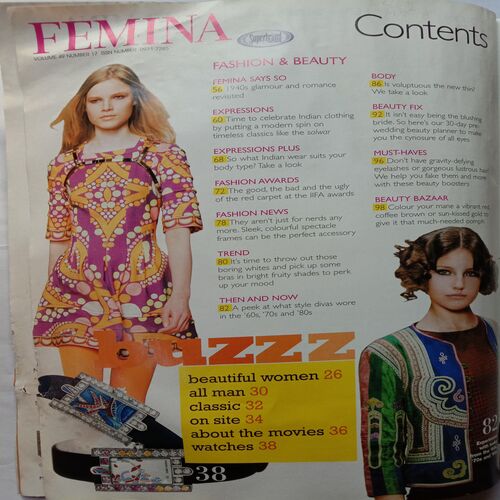 FEMINA
Superbrand
Contents
VOLUME 49 NUMBER 17
FASHION & BEAUTY
FEMINA SAYS SO
56 1940s glamour and romance
revisited
EXPRESSIONS
60 Time to celebrate Indian clothing
by putting a modern spin on
timeless classics like the salwar
EXPRESSIONS PLUS
68 So what Indian wear suits your
body type? Take a look
FASHION AWARDS
72 The good, the bad and the ugly
of the red carpet at the IIFA awards
FASHION NEWS
78 They aren't just for nerds any
more. Sleek, colourful spectacle
frames can be the perfect accessory
TREND
80 It's time to throw out those
boring whites and pick up some
bras in bright fruity shades to perk
up your mood
THEN AND NOW
82 A peek at what style divas wore
in the '60s, '70s and '80s
BODY
86 Is voluptuous the new thin?
We take a look
BEAUTY FIX
92 It isn't easy being the blushing
bride. So here's our 30-day pre-
wedding beauty planner to make
you the cynosure of all eyes
MUST-HAVES
96 Don't have gravity-defying
eyelashes or gorgeous lustrous hair?
We help you fake them and more
with these beauty boosters
BEAUTY BAZAAR
98 Colour your mane a vibrant red,
coffee brown or sun-kissed gold to
give it that much-needed oomph
buzzz
beautiful women 26
all man 30
classic 32
on site 34
about the movies 36
watches 38
38
82